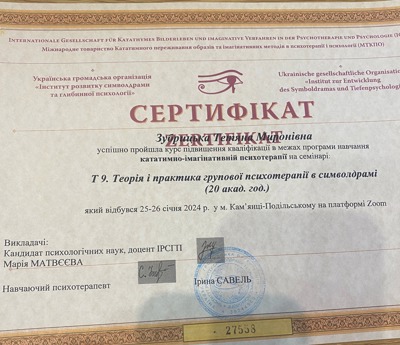 INTERNATIONALE GESELLSCHAFT FÜR KATATHYMES BILDERLEBEN UND IMAGINATIVE VERFAHREN IN DER PSYCHOTHERAPIE UND PSYCHOLOGIE
Міжнародне товариство Кататимного переживання образів та імагінативних методів в психотерапії і психології (МТКПО)
Українська громадська організація
«Інститут розвитку символдрами
та глибинної психології»
Ukrainische gesellschaftliche Organisation
«Institut zur Entwicklung
des Symboldramas und Tiefenpsychologie
СЕРТИФІКАТ
ZERTIFIKAT
Тетяна Миронівна
успішно пройшла курс підвищення кваліфікації в межах програми навчання
кататимно-імагінативній психотерапії на семінарі
Т 9. Теорія і практика групової психотерапії в символдрамі
(20 акад. год.)
який відбувся 25-26 січня 2024 р. у м. Кам'янці-Подільському на платформі Zoom
Викладачі:
Кандидат психологічних наук, доцент ІРСГП
Марія МАТВЄЄВА
Навчаючий психотерапевт
Ірина САВЕЛЬ